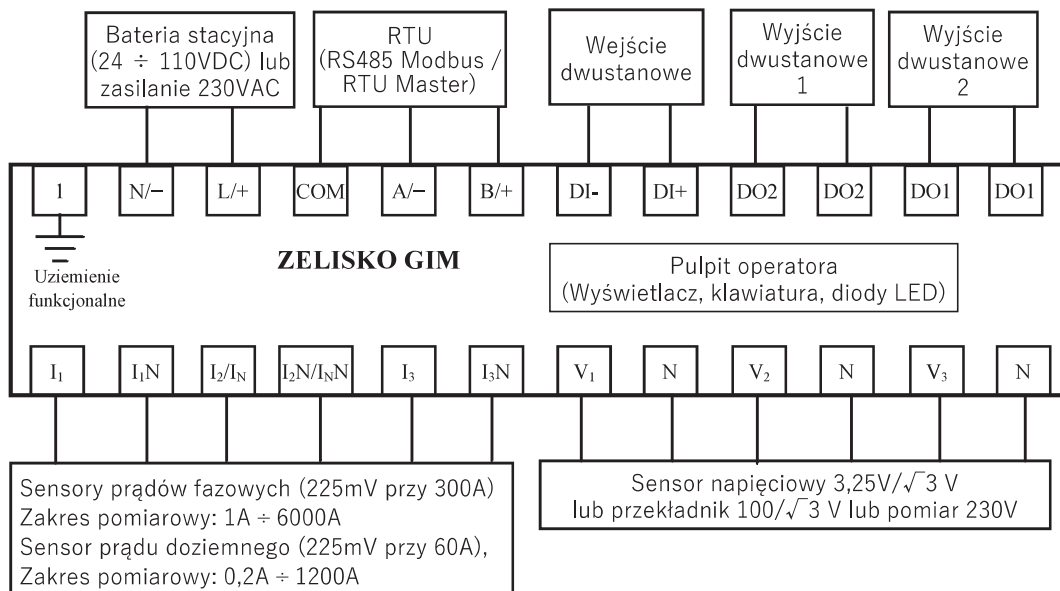 Bateria stacyjna
(24 ÷ 110VDC) lub
zasilanie 230VAC
RTU
(RS485 Modbus /
RTU Master)
Wejście
dwustanowe
Wyjście
dwustanowe
1
Wyjście
dwustanowe
2
1
N/−
L/+
COM
A/−
B/+
DI-
DI+
DO2
DO2
DO1
DO1
Uziemienie
funkcjonalne
ZELISKO GIM
Pulpit operatora
(Wyświetlacz, klawiatura, diody LED)
I₁
I₁N
I₂/I_N
I₂N/I_NN
I₃
I₃N
V₁
N
V₂
N
V₃
N
Sensory prądów fazowych (225mV przy 300A)
Zakres pomiarowy: 1A ÷ 6000A
Sensor prądu doziemnego (225mV przy 60A),
Zakres pomiarowy: 0,2A ÷ 1200A
Sensor napięciowy 3,25V/√3 V
lub przekładnik 100/√3 V lub pomiar 230V